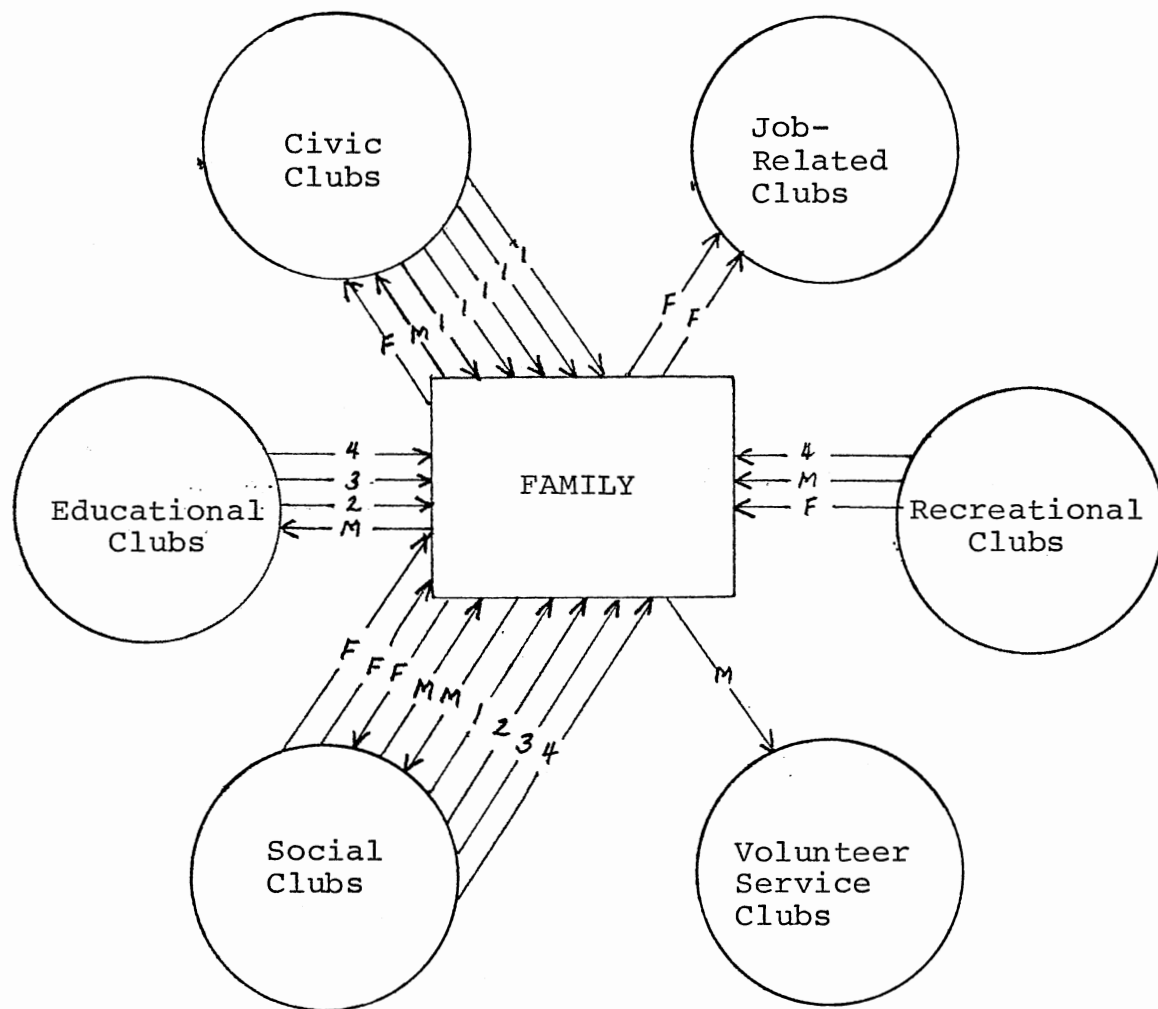 Civic
Clubs
Job-
Related
Clubs
1
1
1
1
1
M
F
F
F
Educational
Clubs
4
3
2
M
FAMILY
4
M
F
Recreational
Clubs
F
F
F
M
M
1
2
3
4
M
Social
Clubs
Volunteer
Service
Clubs